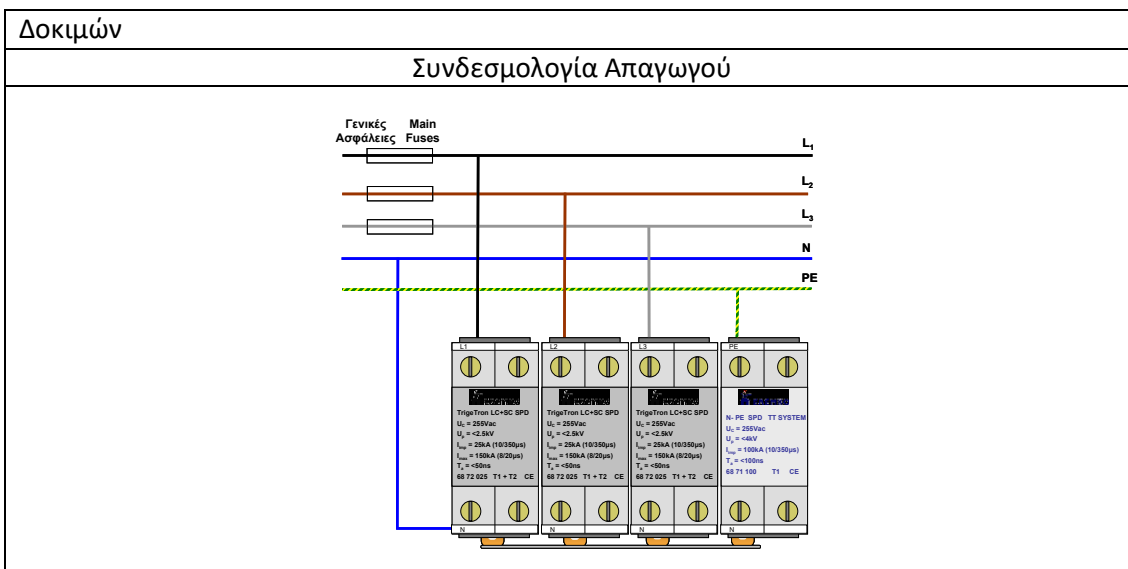 Δοκιμών
Συνδεσμολογία Απαγωγού
Γενικές Main
Ασφάλειες Fuses
L1
L2
L3
N
PE
L1
TrigeTron LC+SC SPD
UC = 255Vac
Up = <2.5kV
Iimp = 25kA (10/350μs)
Imax = 150kA (8/20μs)
Ta = <50ns
68 72 025 T1 + T2 CE
N
L2
TrigeTron LC+SC SPD
UC = 255Vac
Up = <2.5kV
Iimp = 25kA (10/350μs)
Imax = 150kA (8/20μs)
Ta = <50ns
68 72 025 T1 + T2 CE
N
L3
TrigeTron LC+SC SPD
UC = 255Vac
Up = <2.5kV
Iimp = 25kA (10/350μs)
Imax = 150kA (8/20μs)
Ta = <50ns
68 72 025 T1 + T2 CE
N
PE
N- PE SPD TT SYSTEM
UC = 255Vac
Up = <4kV
Iimp = 100kA (10/350μs)
Ta = <100ns
68 71 100 T1 CE
N